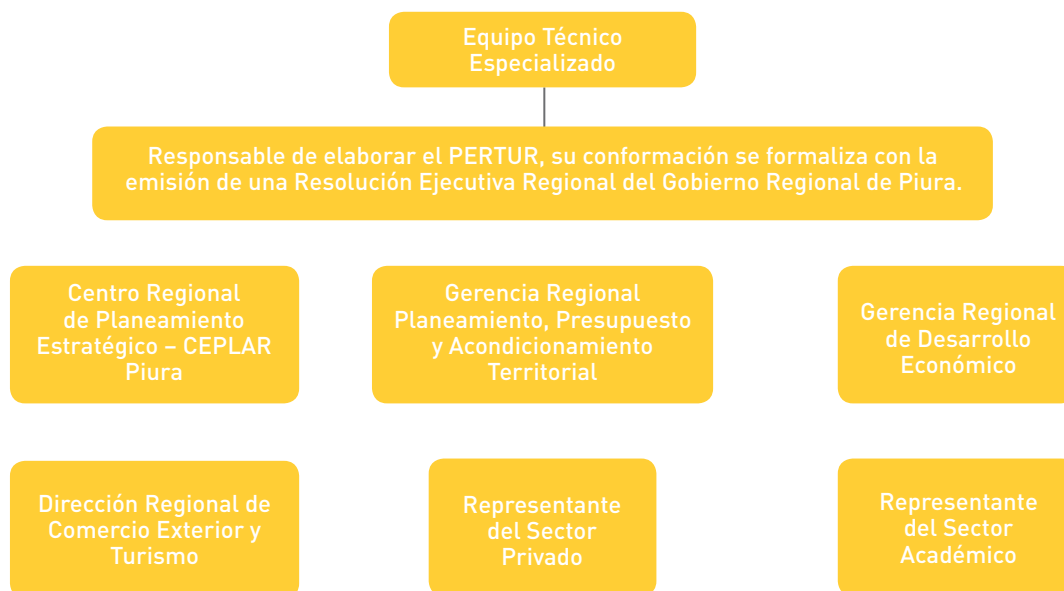 Equipo Técnico
Especializado
Responsable de elaborar el PERTUR, su conformación se formaliza con la
emisión de una Resolución Ejecutiva Regional del Gobierno Regional de Piura.
Centro Regional
de Planeamiento
Estratégico – CEPLAR
Piura
Gerencia Regional
Planeamiento, Presupuesto
y Acondicionamiento
Territorial
Gerencia Regional
de Desarrollo
Económico
Dirección Regional de
Comercio Exterior y
Turismo
Representante
del Sector
Privado
Representante
del Sector
Académico